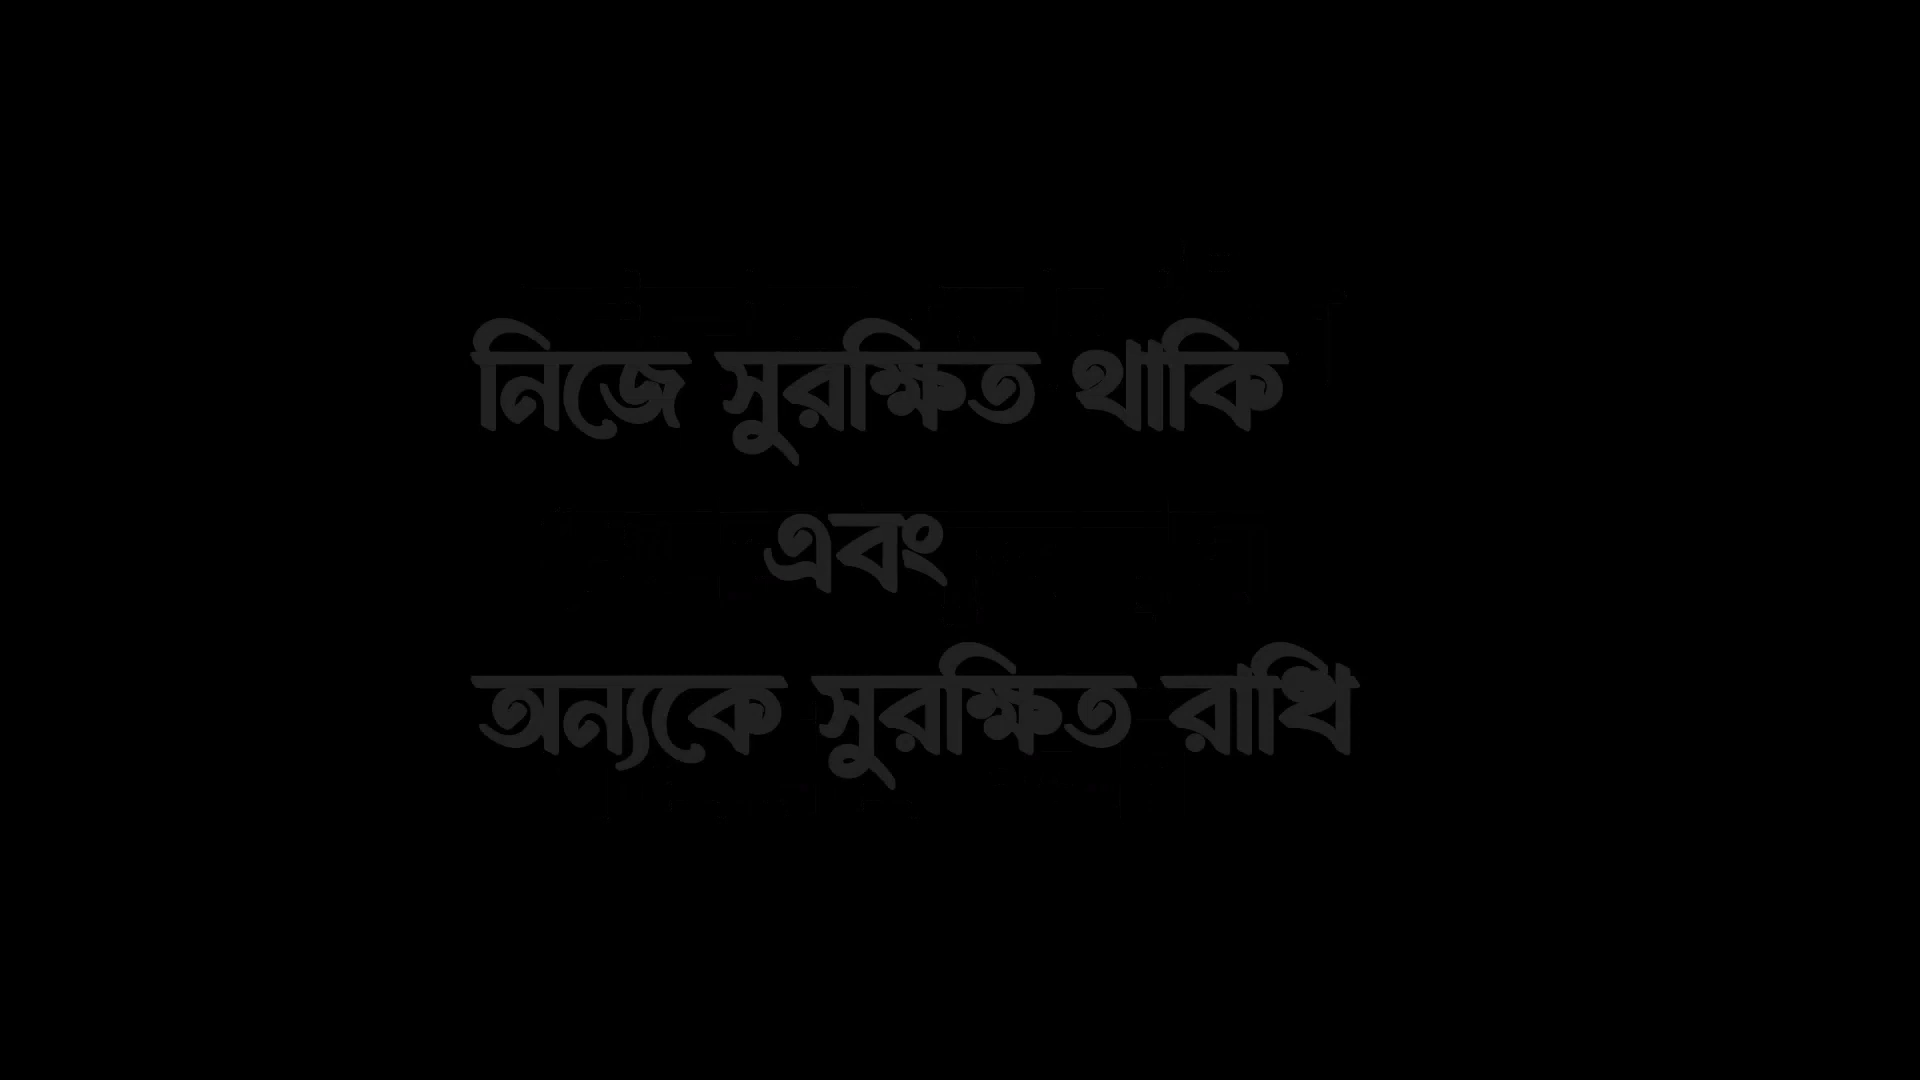 নিজে সুরক্ষিত থাকি
এবং
অন্যকে সুরক্ষিত রাখি